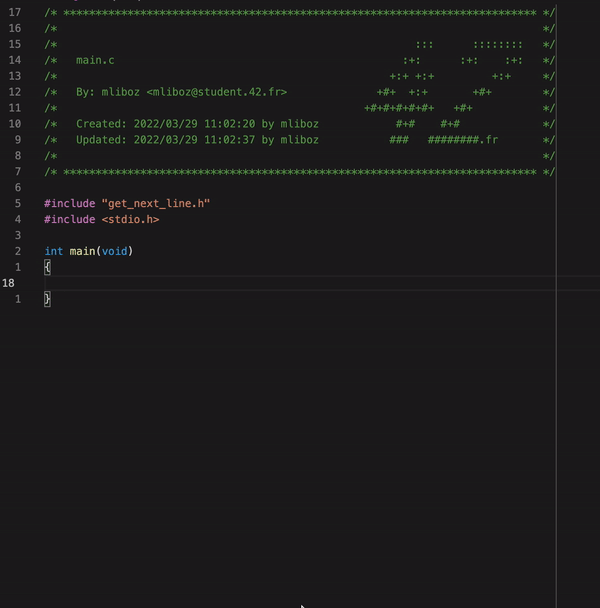 17 /* ************************************************************************** */
16 /*                                                                            */
15 /*                                                        :::      ::::::::   */
14 /*   main.c                                             :+:      :+:    :+:   */
13 /*                                                    +:+ +:+         +:+     */
12 /*   By: mliboz <mliboz@student.42.fr>              +#+  +:+       +#+        */
11 /*                                                +#+#+#+#+#+   +#+           */
10 /*   Created: 2022/03/29 11:02:20 by mliboz            #+#    #+#             */
9 /*   Updated: 2022/03/29 11:02:37 by mliboz           ###   ########.fr       */
8 /*                                                                            */
7 /* ************************************************************************** */
6
5 #include "get_next_line.h"
4 #include <stdio.h>
3
2 int main(void)
1 {
18
1 }